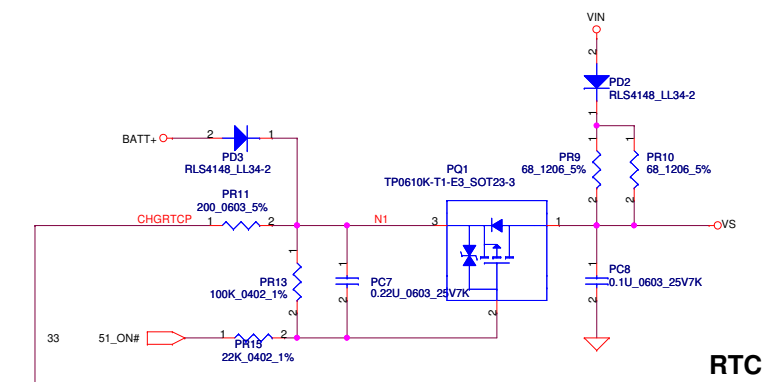 VIN
2
PD2
RLS4148_LL34-2
1
BATT+
2
1
PD3
RLS4148_LL34-2
1
1
PR9
68_1206_5%
PR10
68_1206_5%
2
2
PQ1
TP0610K-T1-E3_SOT23-3
PR11
200_0603_5%
CHGRTCP
1
2
N1
3
1
VS
1
PR13
100K_0402_1%
2
1
PC7
0.22U_0603_25V7K
2
2
1
PC8
0.1U_0603_25V7K
2
33
51_ON#
1
2
PR15
22K_0402_1%
RTC